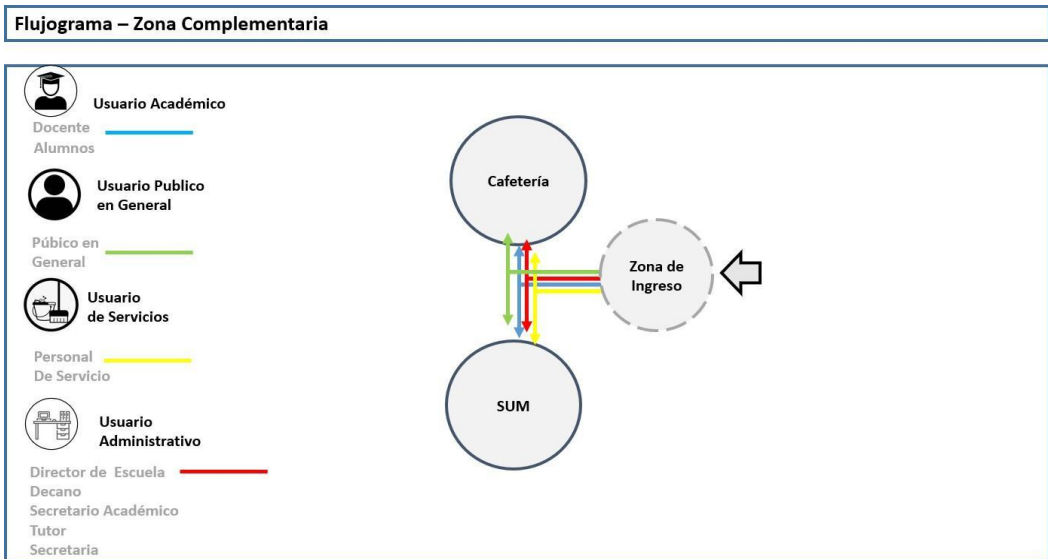 Flujograma – Zona Complementaria
Usuario Académico
Docente
Alumnos
Usuario Publico
en General
Púbico en
General
Usuario
de Servicios
Personal
De Servicio
Usuario
Administrativo
Director de Escuela
Decano
Secretario Académico
Tutor
Secretaria
Cafetería
Zona de
Ingreso
SUM